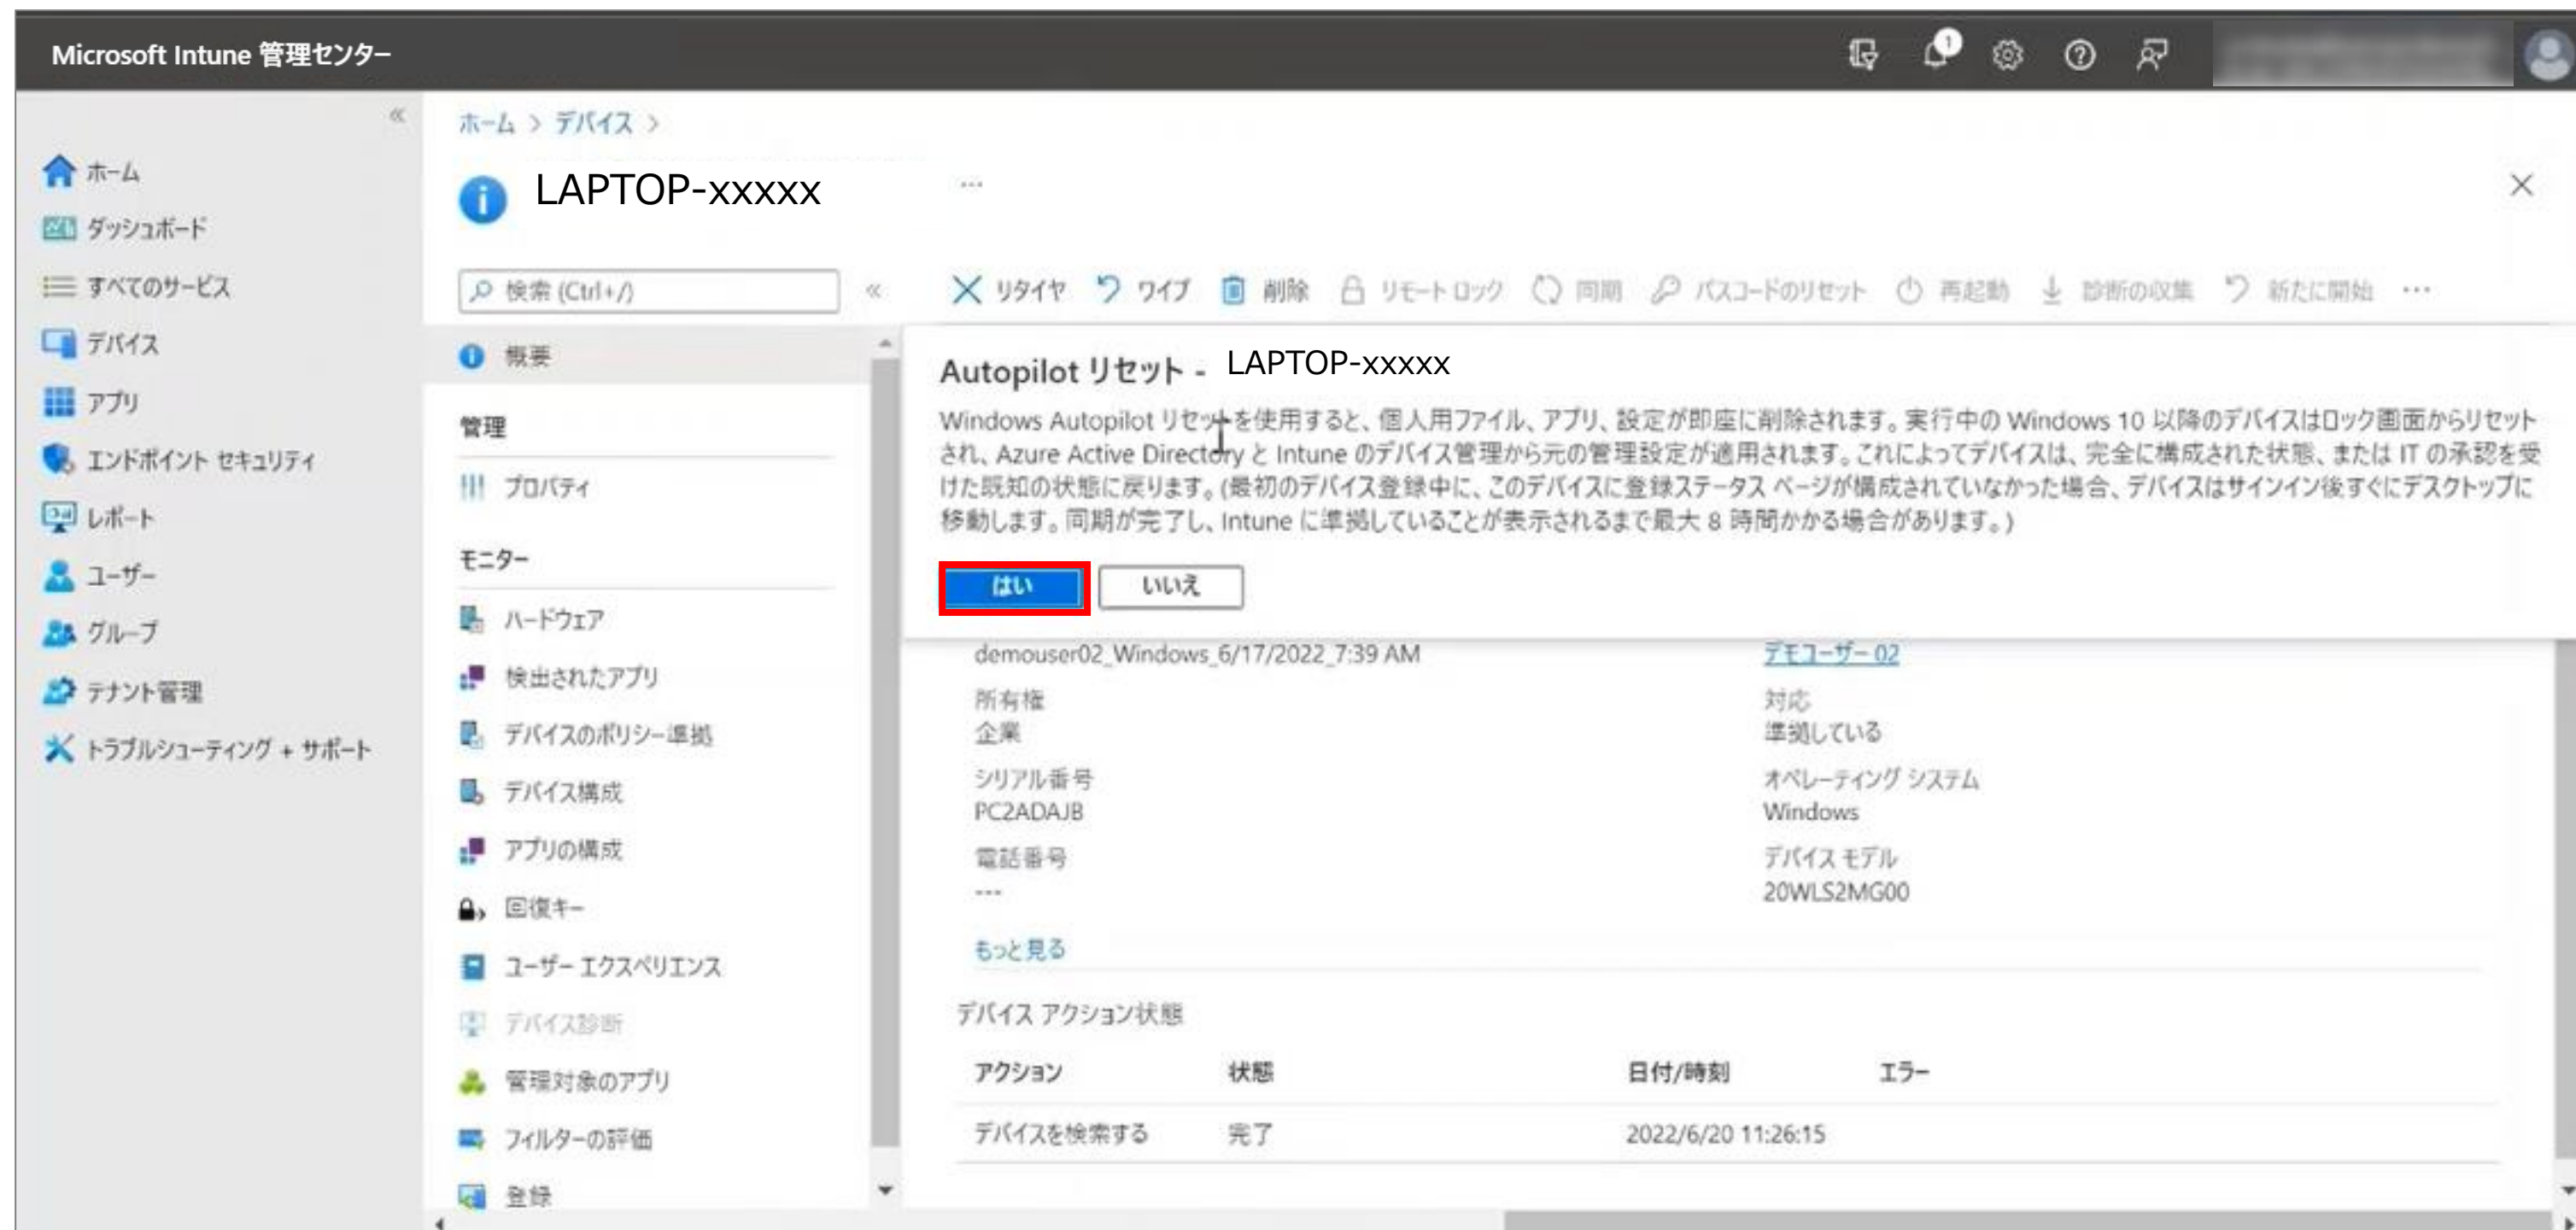 Microsoft Intune 管理センター
1
«
ホーム
ダッシュボード
すべてのサービス
デバイス
アプリ
エンドポイント セキュリティ
レポート
ユーザー
グループ
テナント管理
トラブルシューティング + サポート
ホーム > デバイス >
LAPTOP-xxxxx
...
検索 (Ctrl+/)
«
リタイヤ ワイプ 削除 リモート ロック 同期 パスコードのリセット 再起動 診断の収集 新たに開始 ...
概要
管理
プロパティ
モニター
ハードウェア
検出されたアプリ
デバイスのポリシー準拠
デバイス構成
アプリの構成
回復キー
ユーザー エクスペリエンス
デバイス診断
管理対象のアプリ
フィルターの評価
登録
Autopilot リセット - LAPTOP-xxxxx
Windows Autopilot リセットを使用すると、個人用ファイル、アプリ、設定が即座に削除されます。実行中の Windows 10 以降のデバイスはロック画面からリセット
され、Azure Active Directory と Intune のデバイス管理から元の管理設定が適用されます。これによってデバイスは、完全に構成された状態、または IT の承認を受
けた既知の状態に戻ります。(最初のデバイス登録中に、このデバイスに登録ステータス ページが構成されていなかった場合、デバイスはサインイン後すぐにデスクトップに
移動します。同期が完了し、Intune に準拠していることが表示されるまで最大 8 時間かかる場合があります。)
はい いいえ
demouser02_Windows_6/17/2022_7:39 AM
デモユーザー 02
所有権
対応
企業
準拠している
シリアル番号
オペレーティング システム
PC2ADAJB
Windows
電話番号
デバイス モデル
---
20WLS2MG00
もっと見る
デバイス アクション状態
アクション 状態 日付/時刻 エラー
デバイスを検索する 完了 2022/6/20 11:26:15